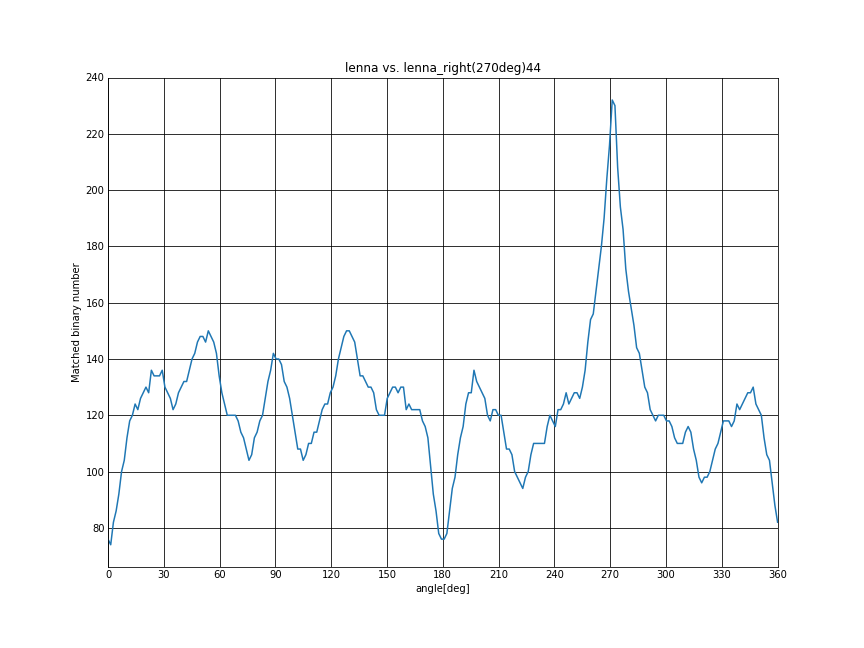 lenna vs. lenna_right(270deg)44
240
220
200
180
160
140
120
100
80
Matched binary number
0 30 60 90 120 150 180 210 240 270 300 330 360
angle[deg]